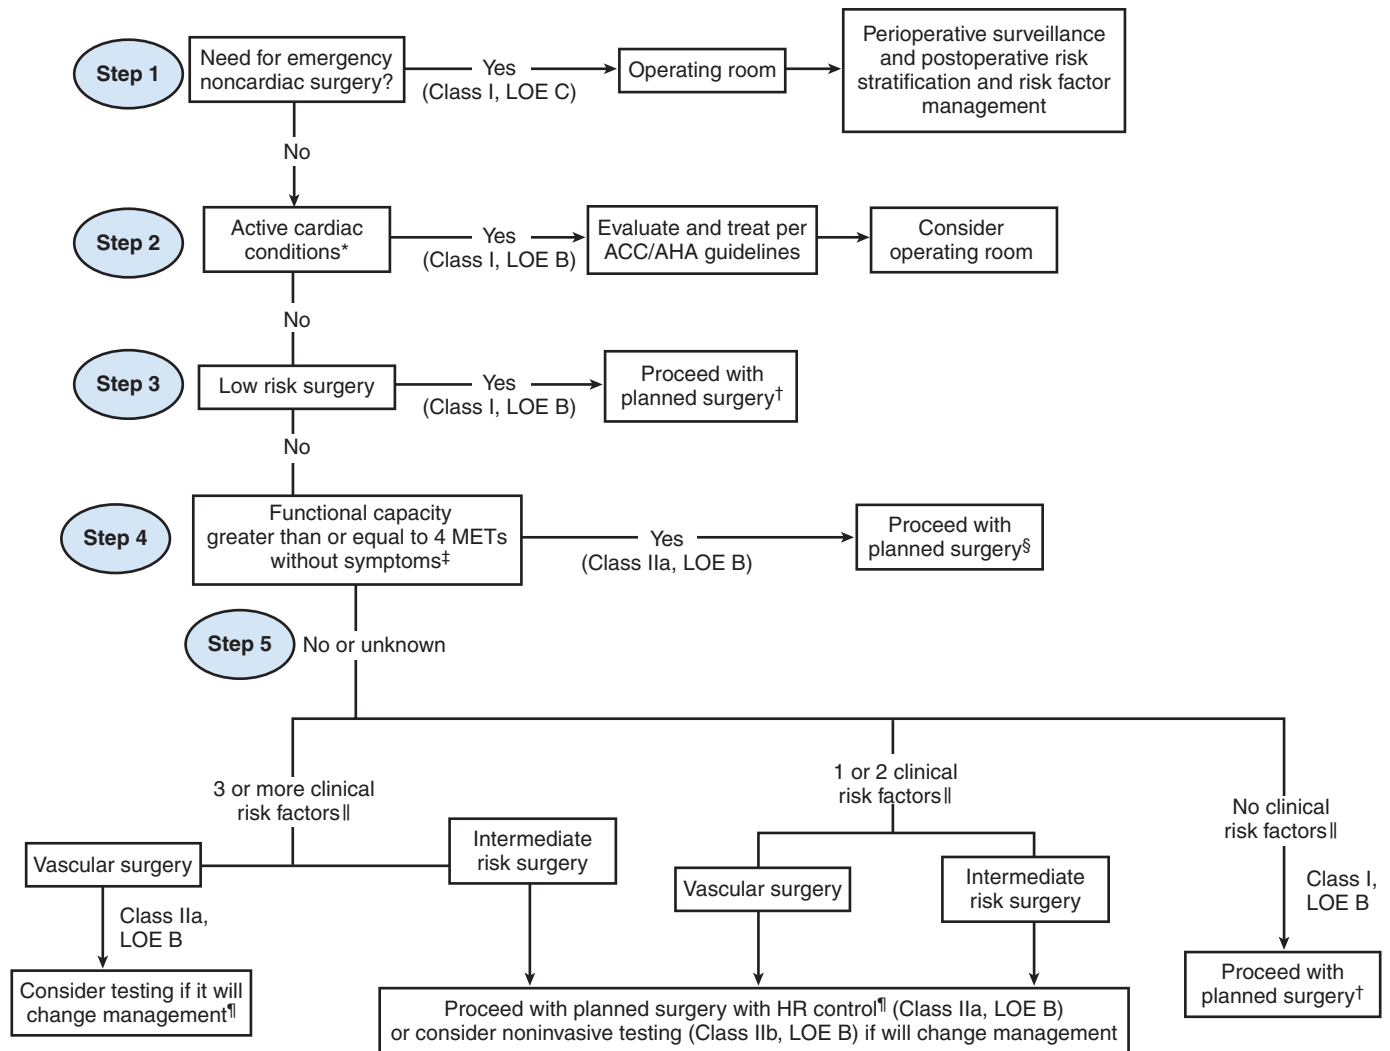 Step 1
Need for emergency
noncardiac surgery?
Yes
(Class I, LOE C)
Operating room
Perioperative surveillance
and postoperative risk
stratification and risk factor
management
No
Step 2
Active cardiac
conditions*
Yes
(Class I, LOE B)
Evaluate and treat per
ACC/AHA guidelines
Consider
operating room
No
Step 3
Low risk surgery
Yes
(Class I, LOE B)
Proceed with
planned surgery†
No
Step 4
Functional capacity
greater than or equal to 4 METs
without symptoms‡
Yes
(Class IIa, LOE B)
Proceed with
planned surgery§
Step 5
No or unknown
3 or more clinical
risk factors||
Vascular surgery
Class IIa,
LOE B
Consider testing if it will
change management¶
Intermediate
risk surgery
1 or 2 clinical
risk factors||
Vascular surgery
Intermediate
risk surgery
Proceed with planned surgery with HR control¶ (Class IIa, LOE B)
or consider noninvasive testing (Class IIb, LOE B) if will change management
No clinical
risk factors||
Class I,
LOE B
Proceed with
planned surgery†